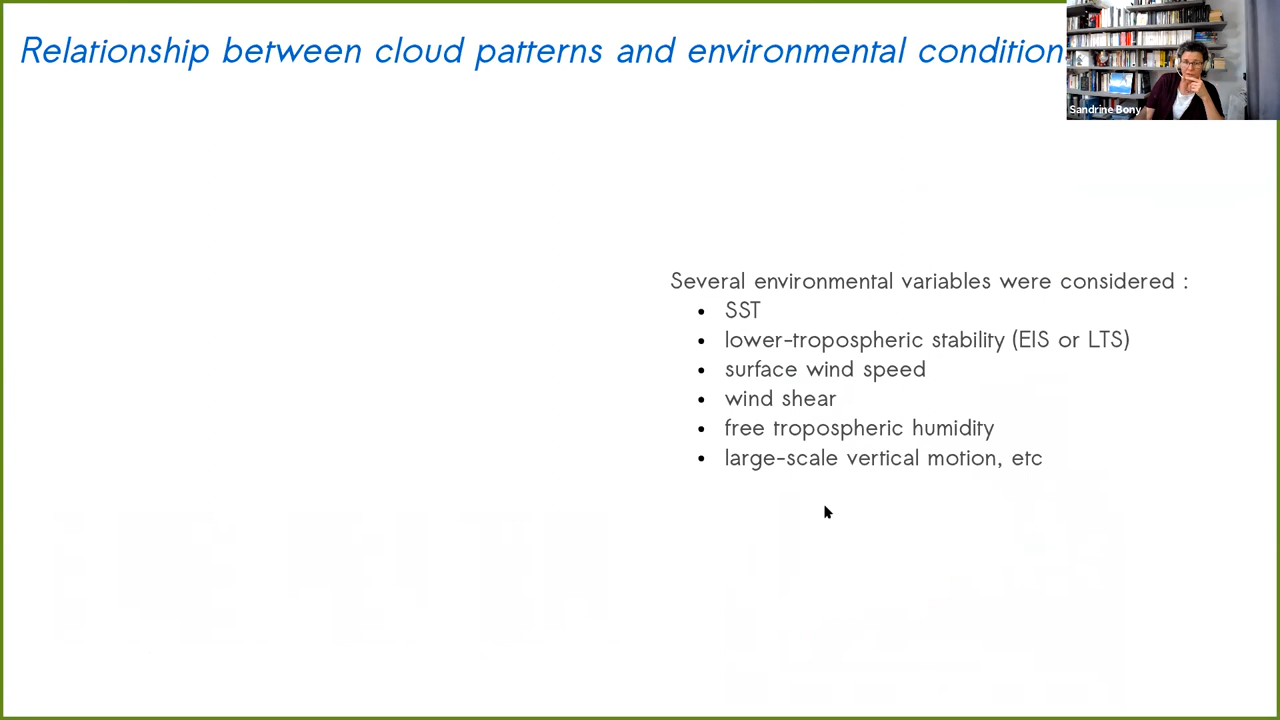 Relationship between cloud patterns and environmental condition
Sandrine Bony
Several environmental variables were considered :
• SST
• lower-tropospheric stability (EIS or LTS)
• surface wind speed
• wind shear
• free tropospheric humidity
• large-scale vertical motion, etc